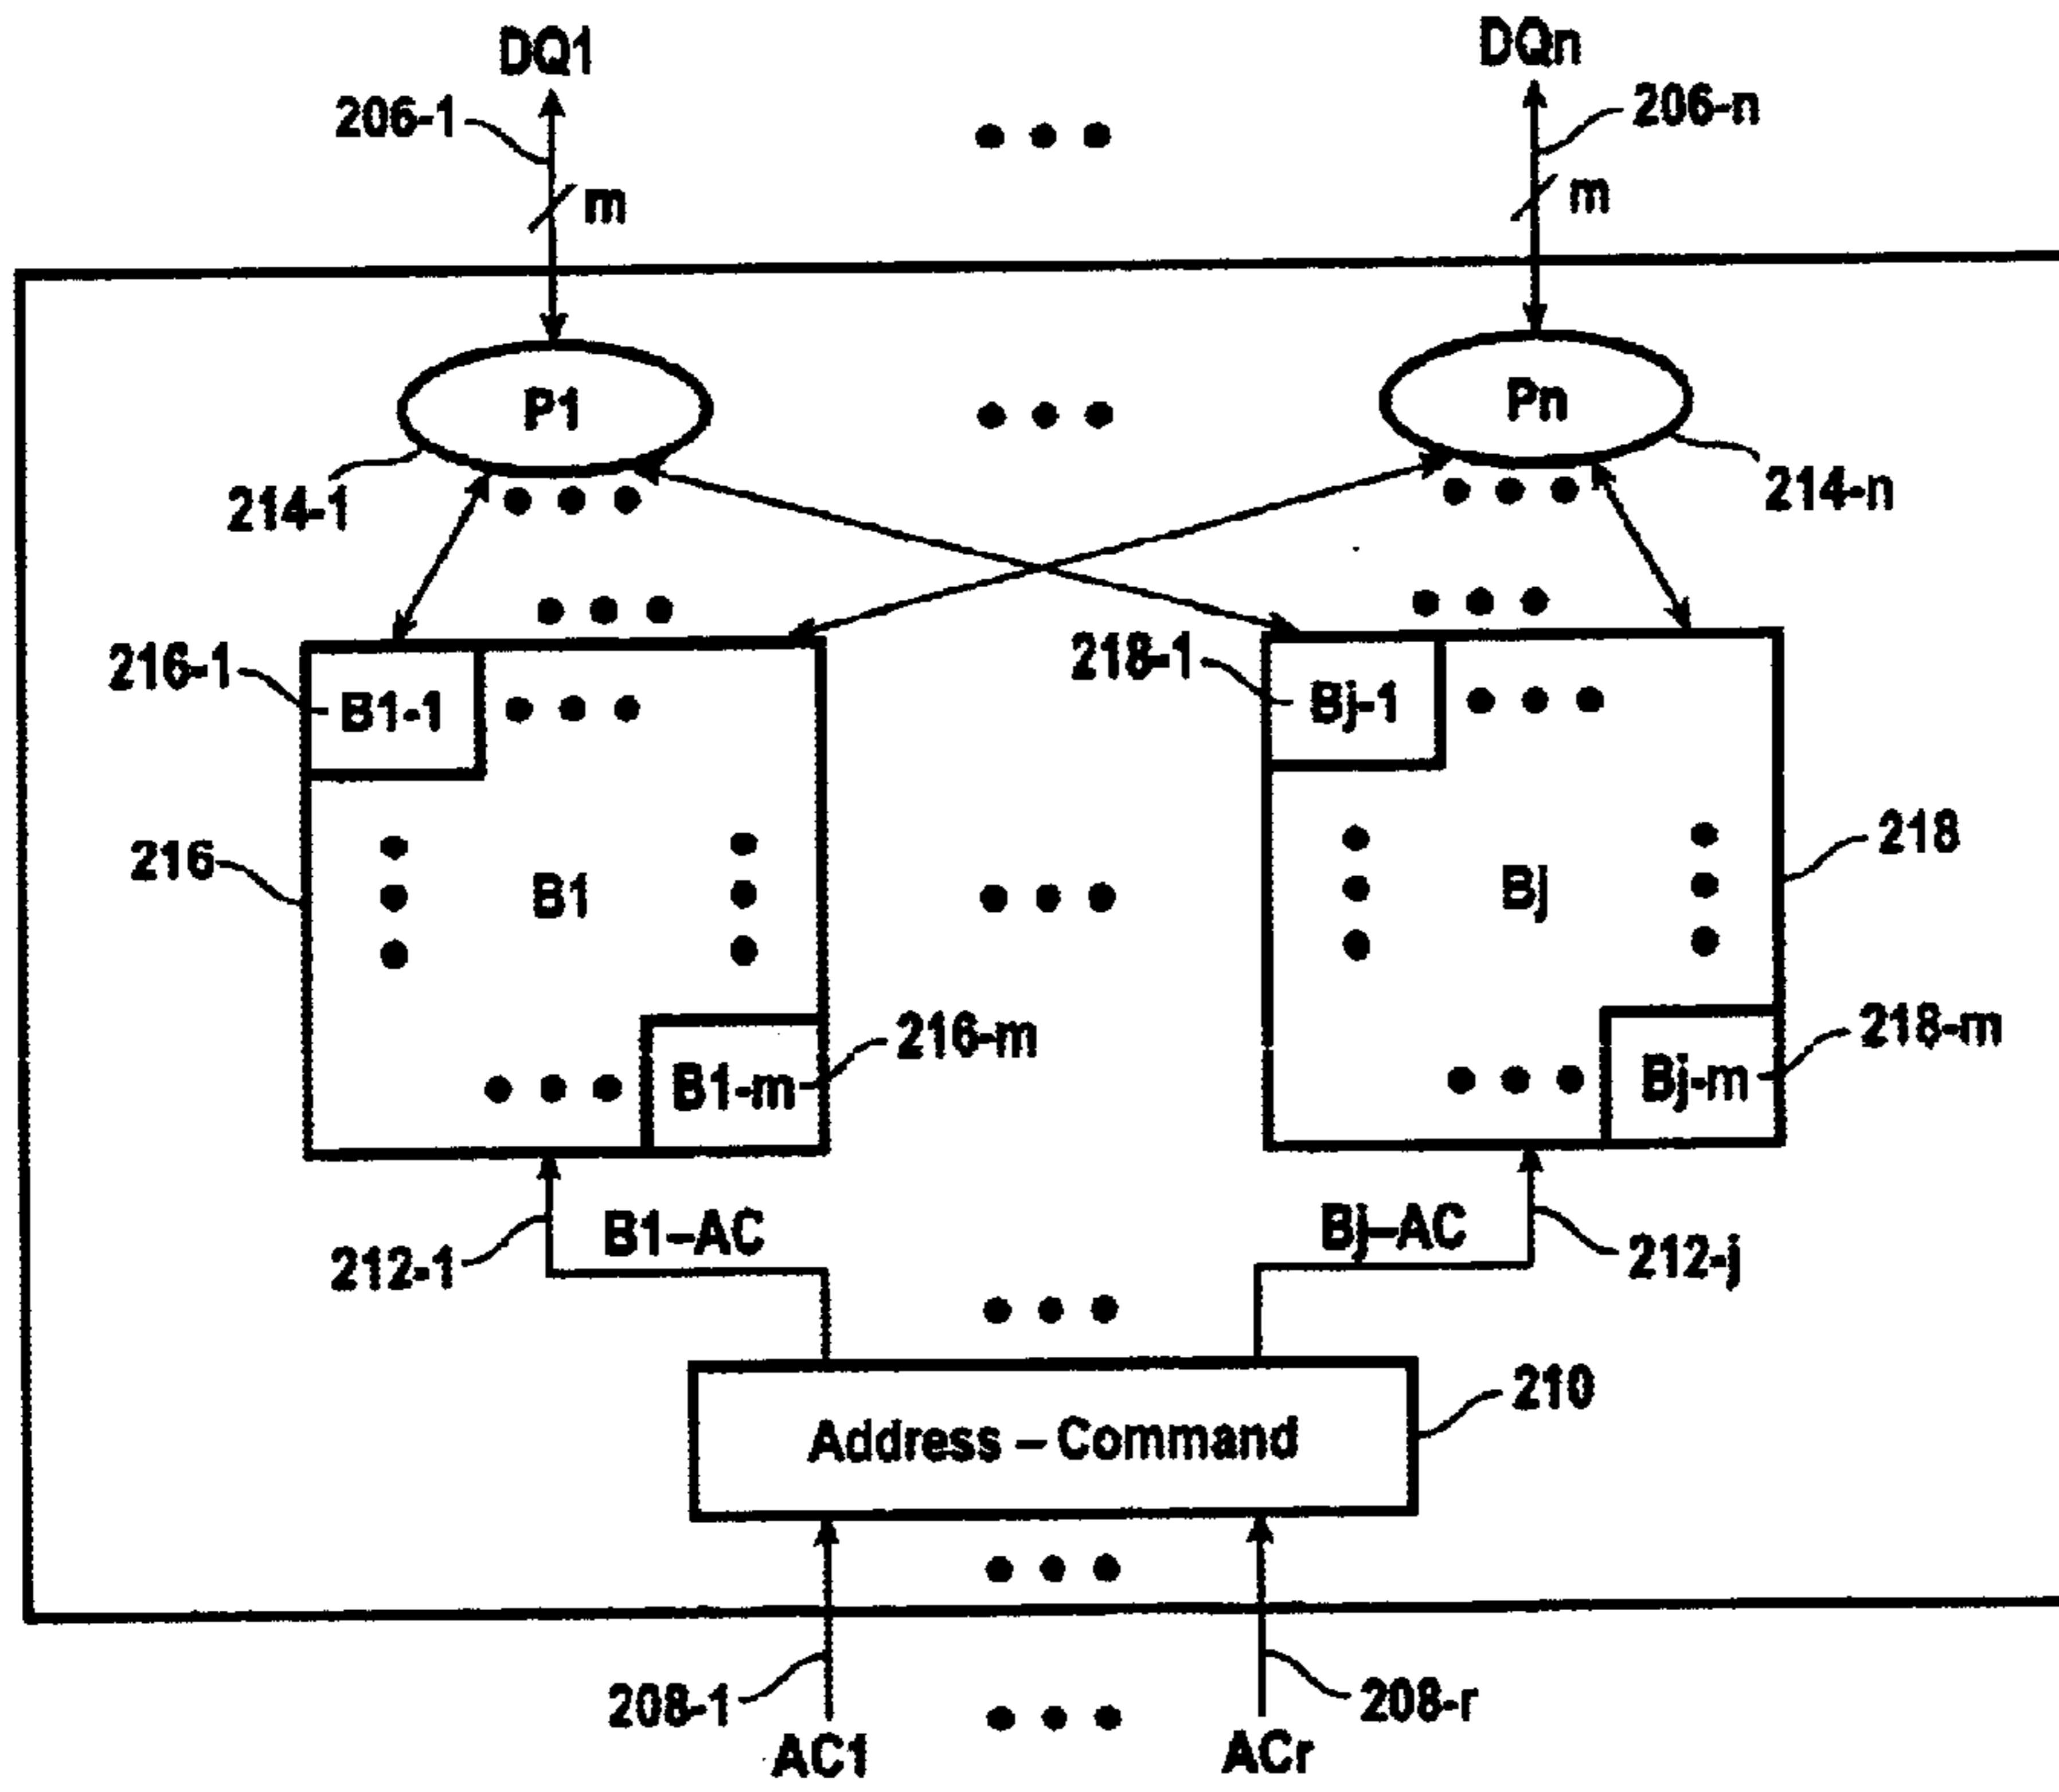 DQ1
DQn
206-1
206-n
m
m
P1
Pn
214-1
214-n
216-1
B1-1
218-1
Bj-1
216
B1
Bj
218
B1-m
216-m
Bj-m
218-m
212-1
B1–AC
Bj–AC
212-j
Address – Command
210
208-1
208-r
AC1
ACr